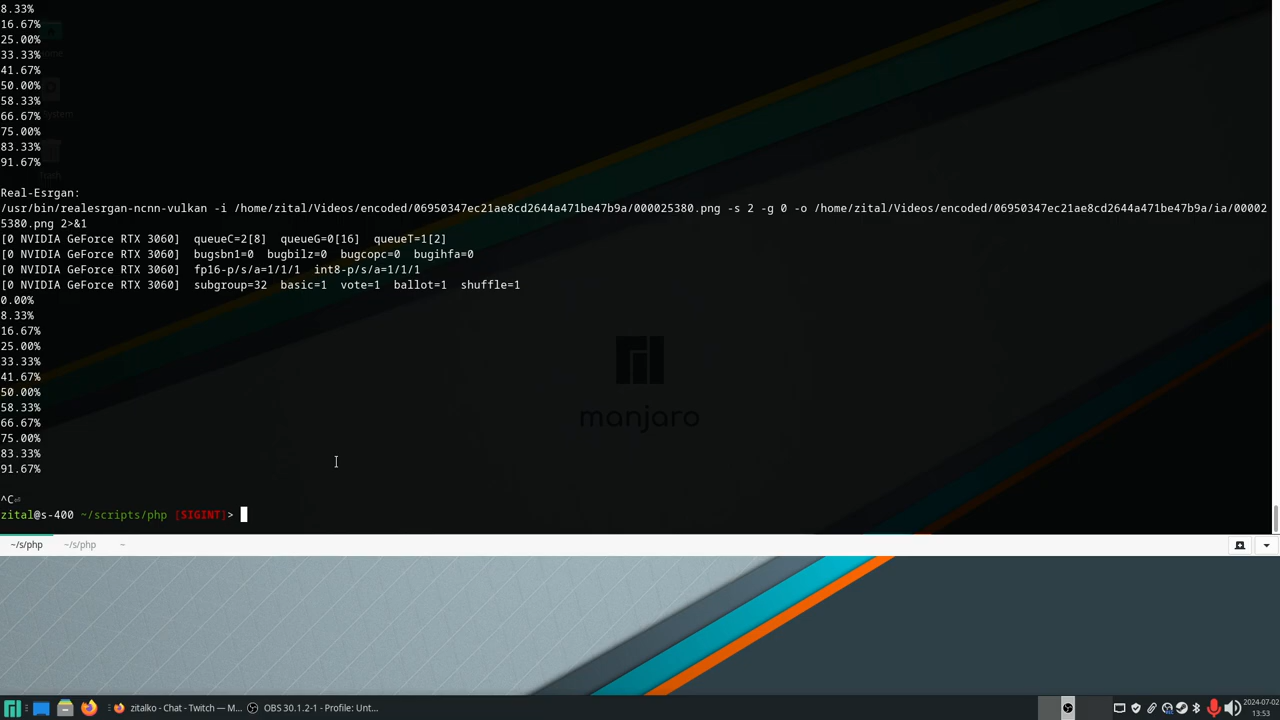 8.33%
16.67%
25.00%
33.33%
41.67%
50.00%
58.33%
66.67%
75.00%
83.33%
91.67%
Home
System
Trash
Real-Esrgan:
/usr/bin/realesrgan-ncnn-vulkan -i /home/zital/Videos/encoded/06950347ec21ae8cd2644a471be47b9a/000025380.png -s 2 -g 0 -o /home/zital/Videos/encoded/06950347ec21ae8cd2644a471be47b9a/ia/00002
5380.png 2>&1
[0 NVIDIA GeForce RTX 3060]  queueC=2[8]  queueG=0[16]  queueT=1[2]
[0 NVIDIA GeForce RTX 3060]  bugsbn1=0  bugbilz=0  bugcopc=0  bugihfa=0
[0 NVIDIA GeForce RTX 3060]  fp16-p/s/a=1/1/1  int8-p/s/a=1/1/1
[0 NVIDIA GeForce RTX 3060]  subgroup=32  basic=1  vote=1  ballot=1  shuffle=1
0.00%
8.33%
16.67%
25.00%
33.33%
41.67%
50.00%
58.33%
66.67%
75.00%
83.33%
91.67%
manjaro
^C⏎
zital@s-400 ~/scripts/php [SIGINT]>
~/s/php ~/s/php ~
zitalko - Chat - Twitch — M... OBS 30.1.2-1 - Profile: Unt... 2024-07-02
13:53